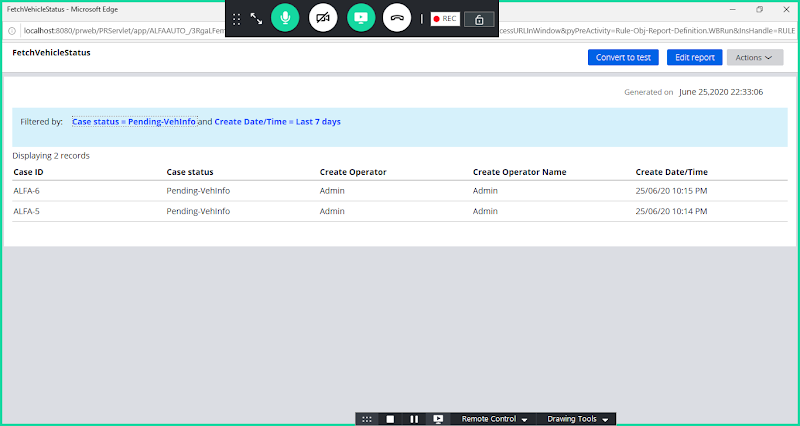 FetchVehicleStatus - Microsoft Edge
REC
localhost:8080/prweb/PRServlet/app/ALFAAUTO_/3RgaLFem
cessURLInWindow&pyPreActivity=Rule-Obj-Report-Definition.WBRun&InsHandle=RULE
FetchVehicleStatus
Convert to test
Edit report
Actions
Generated on June 25,2020 22:33:06
Filtered by: Case status = Pending-VehInfo and Create Date/Time = Last 7 days
Displaying 2 records
Case ID Case status Create Operator Create Operator Name Create Date/Time
ALFA-6 Pending-VehInfo Admin Admin 25/06/20 10:15 PM
ALFA-5 Pending-VehInfo Admin Admin 25/06/20 10:14 PM
Remote Control
Drawing Tools